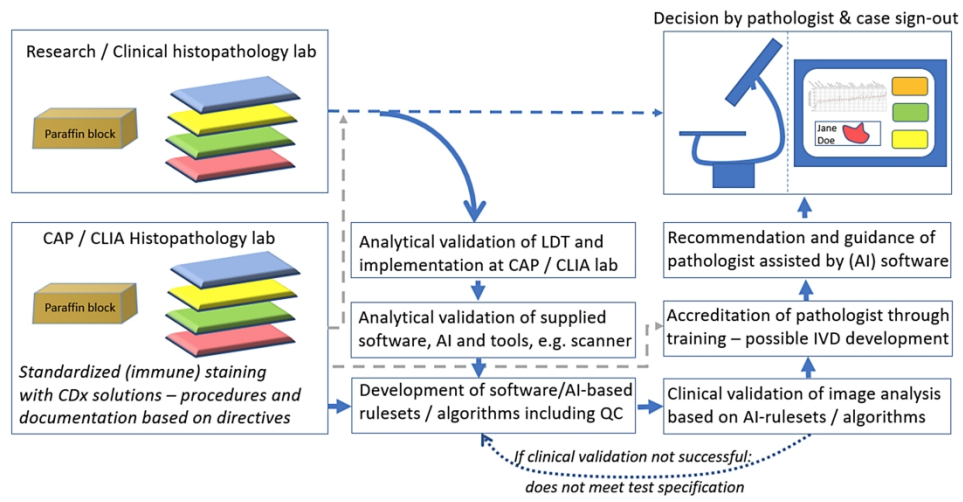 Decision by pathologist & case sign-out
Research / Clinical histopathology lab
Paraffin block
Jane
Doe
CAP / CLIA Histopathology lab
Paraffin block
Standardized (immune) staining
with CDx solutions – procedures and
documentation based on directives
Analytical validation of LDT and
implementation at CAP / CLIA lab
Analytical validation of supplied
software, AI and tools, e.g. scanner
Development of software/AI-based
rulesets / algorithms including QC
Recommendation and guidance of
pathologist assisted by (AI) software
Accreditation of pathologist through
training – possible IVD development
Clinical validation of image analysis
based on AI-rulesets / algorithms
If clinical validation not successful:
does not meet test specification